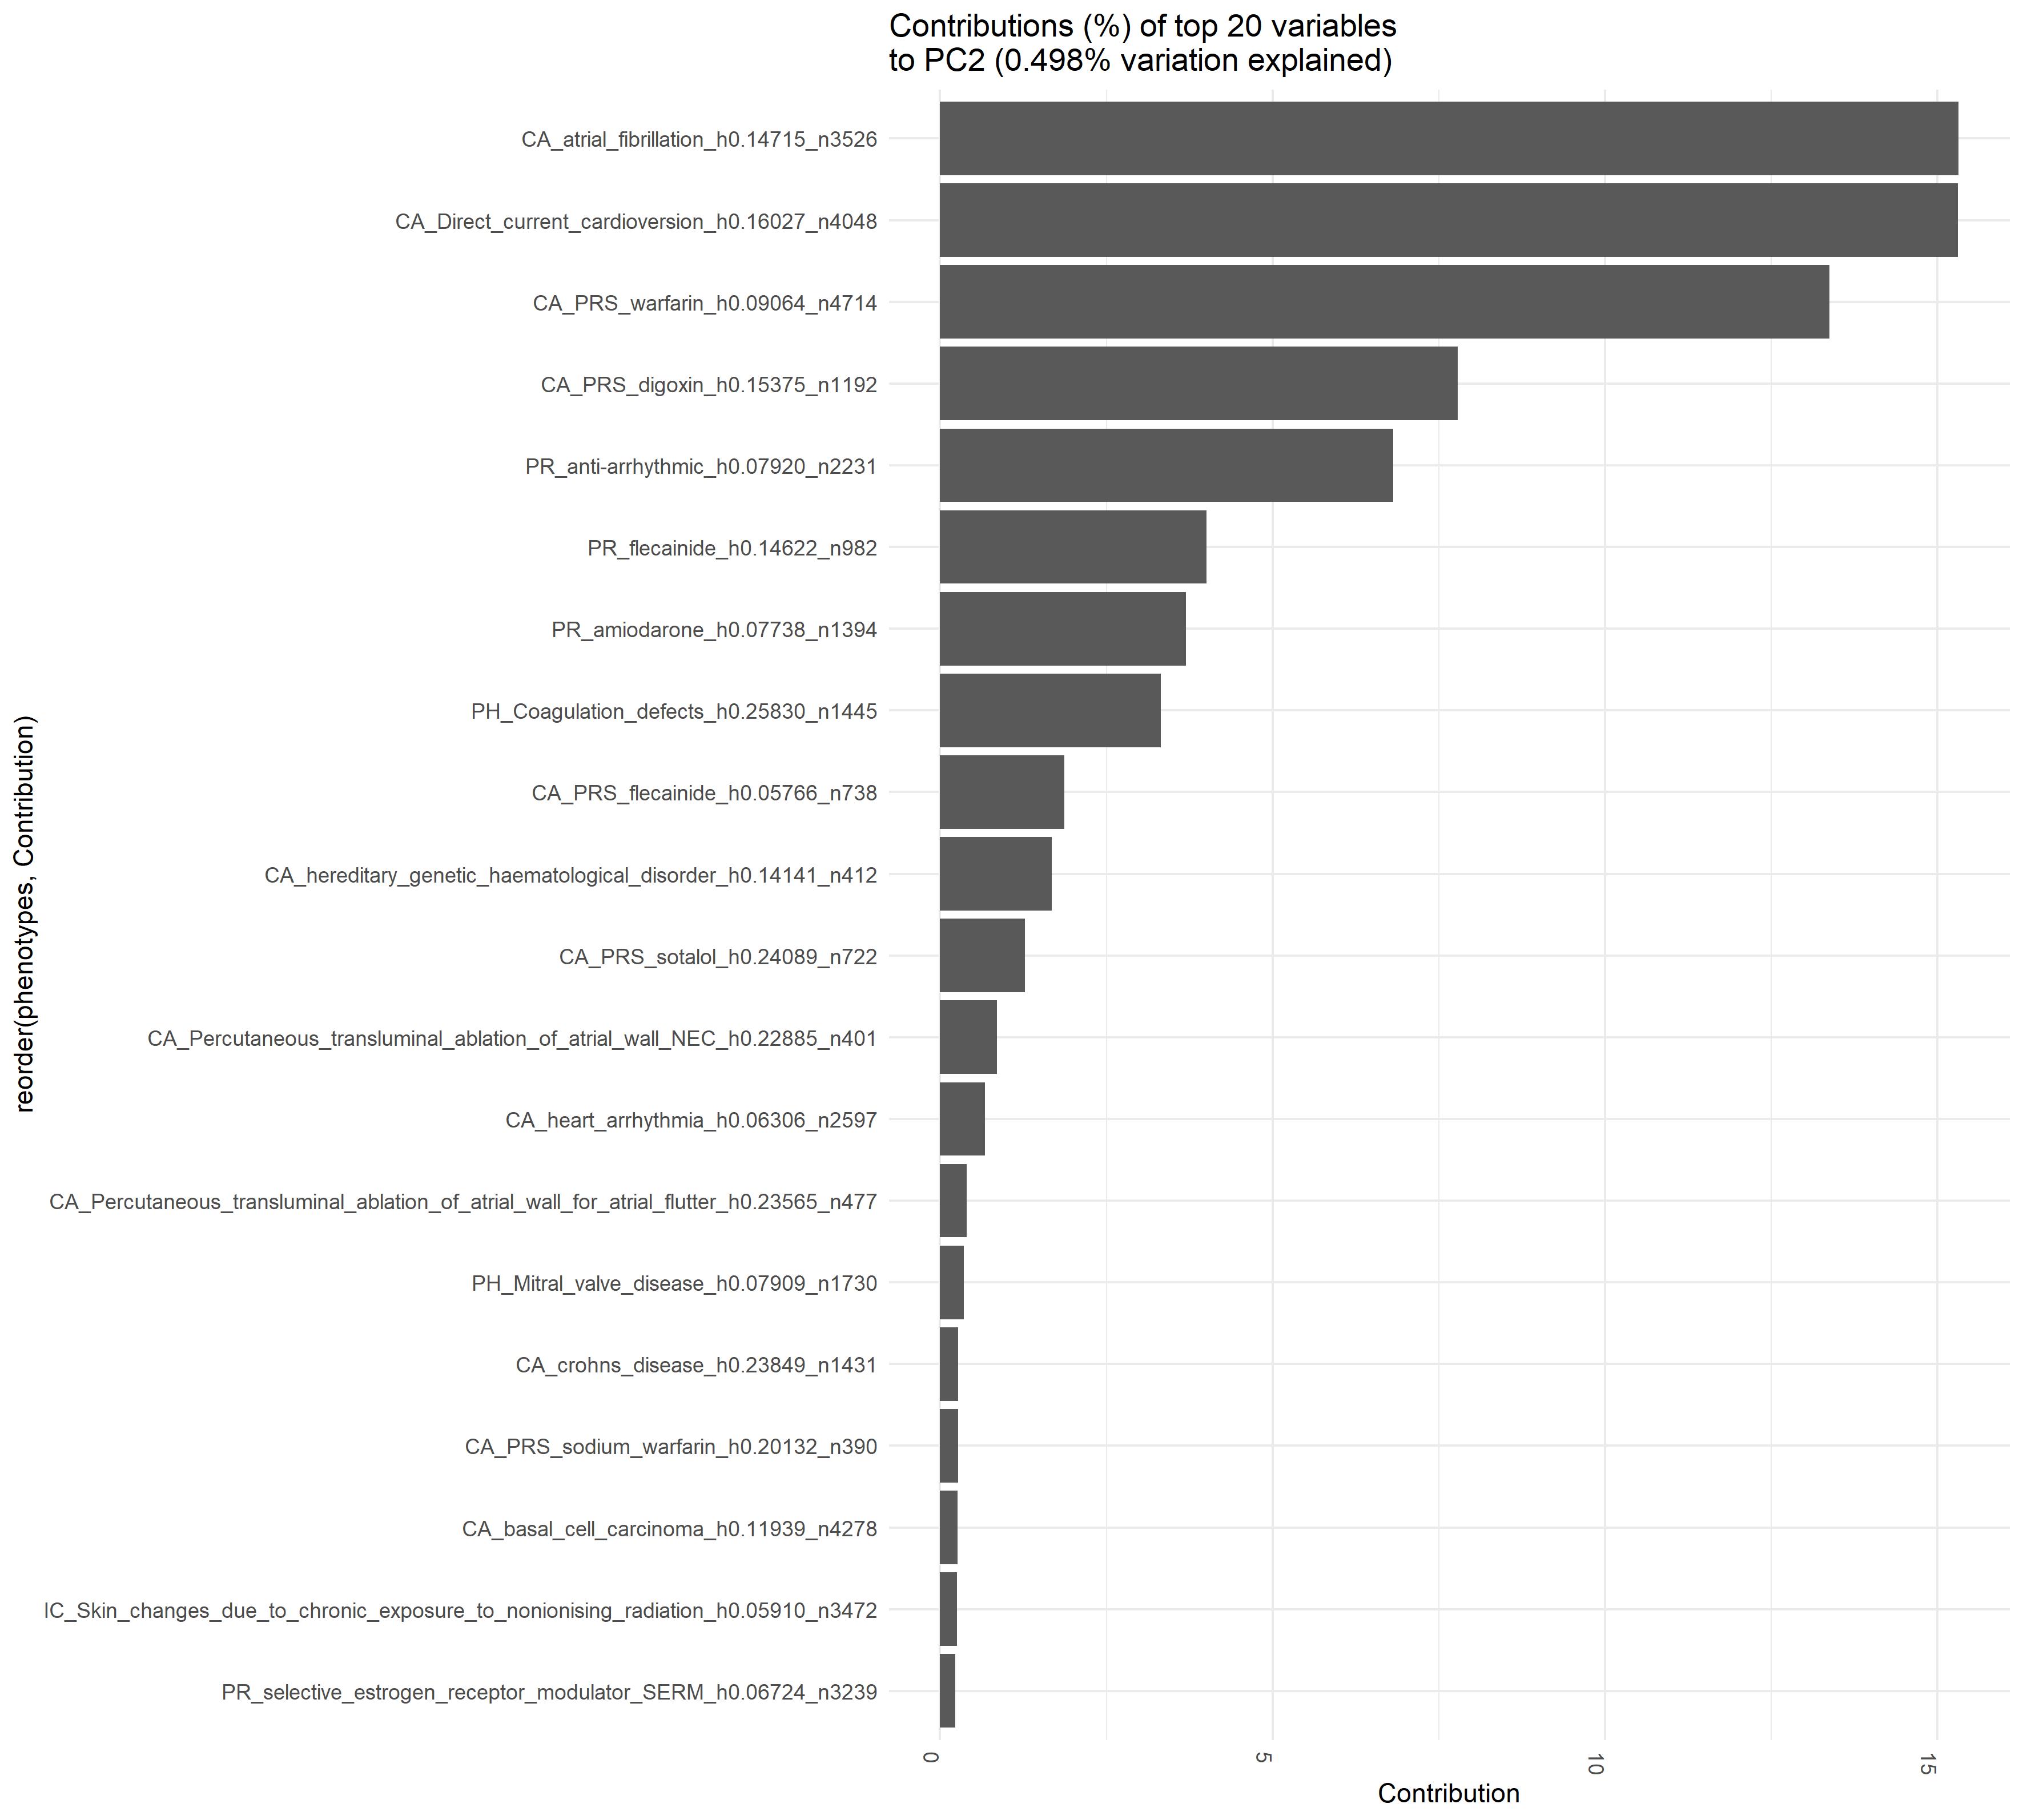 Contributions (%) of top 20 variables
to PC2 (0.498% variation explained)
CA_atrial_fibrillation_h0.14715_n3526
CA_Direct_current_cardioversion_h0.16027_n4048
CA_PRS_warfarin_h0.09064_n4714
CA_PRS_digoxin_h0.15375_n1192
PR_anti-arrhythmic_h0.07920_n2231
PR_flecainide_h0.14622_n982
PR_amiodarone_h0.07738_n1394
PH_Coagulation_defects_h0.25830_n1445
CA_PRS_flecainide_h0.05766_n738
CA_hereditary_genetic_haematological_disorder_h0.14141_n412
CA_PRS_sotalol_h0.24089_n722
CA_Percutaneous_transluminal_ablation_of_atrial_wall_NEC_h0.22885_n401
CA_heart_arrhythmia_h0.06306_n2597
CA_Percutaneous_transluminal_ablation_of_atrial_wall_for_atrial_flutter_h0.23565_n477
PH_Mitral_valve_disease_h0.07909_n1730
CA_crohns_disease_h0.23849_n1431
CA_PRS_sodium_warfarin_h0.20132_n390
CA_basal_cell_carcinoma_h0.11939_n4278
IC_Skin_changes_due_to_chronic_exposure_to_nonionising_radiation_h0.05910_n3472
PR_selective_estrogen_receptor_modulator_SERM_h0.06724_n3239
reorder(phenotypes, Contribution)
0 5 10 15
Contribution